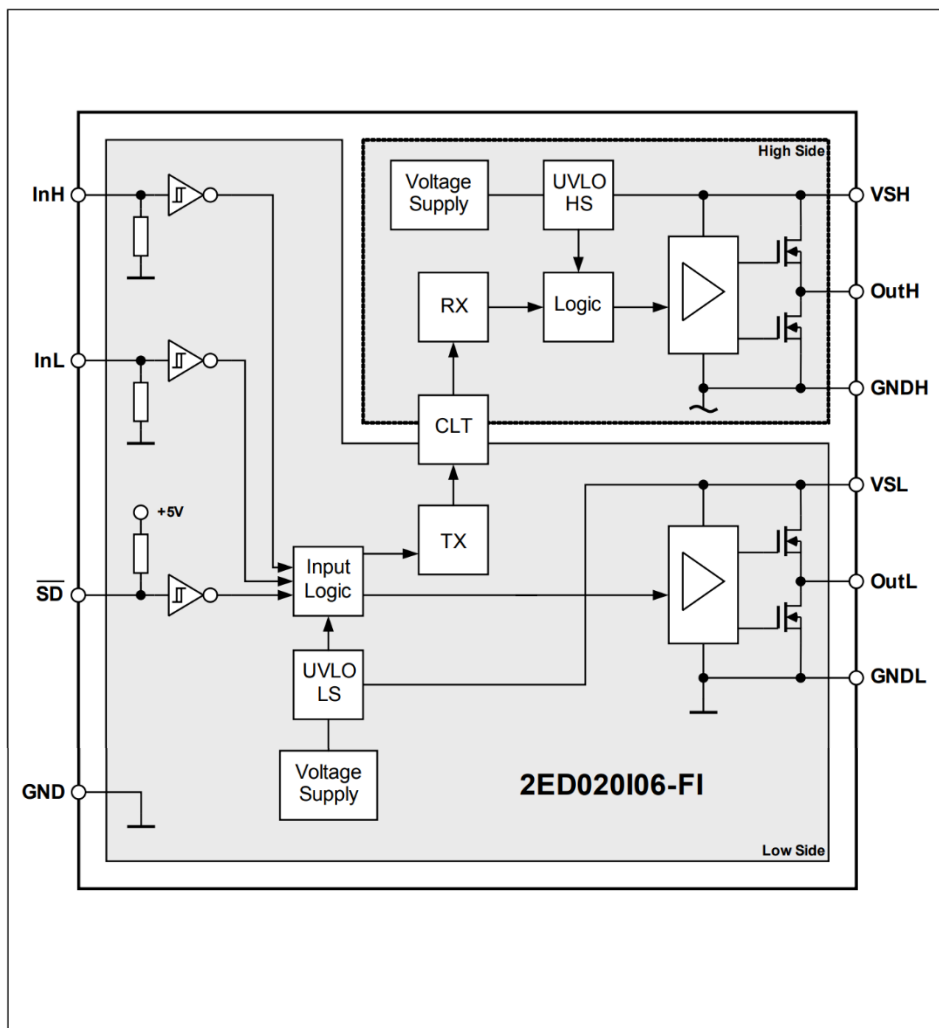 High Side
InH
Voltage
Supply
UVLO
HS
VSH
RX
Logic
OutH
InL
GNDH
CLT
VSL
+5V
TX
Input
Logic
SD
OutL
UVLO
LS
GNDL
Voltage
Supply
2ED020I06-FI
GND
Low Side